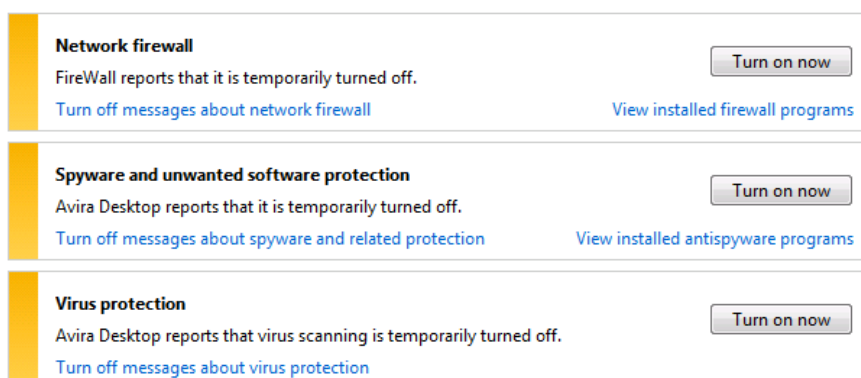 Network firewall
Turn on now
FireWall reports that it is temporarily turned off.
Turn off messages about network firewall
View installed firewall programs
Spyware and unwanted software protection
Turn on now
Avira Desktop reports that it is temporarily turned off.
Turn off messages about spyware and related protection
View installed antispyware programs
Virus protection
Turn on now
Avira Desktop reports that virus scanning is temporarily turned off.
Turn off messages about virus protection